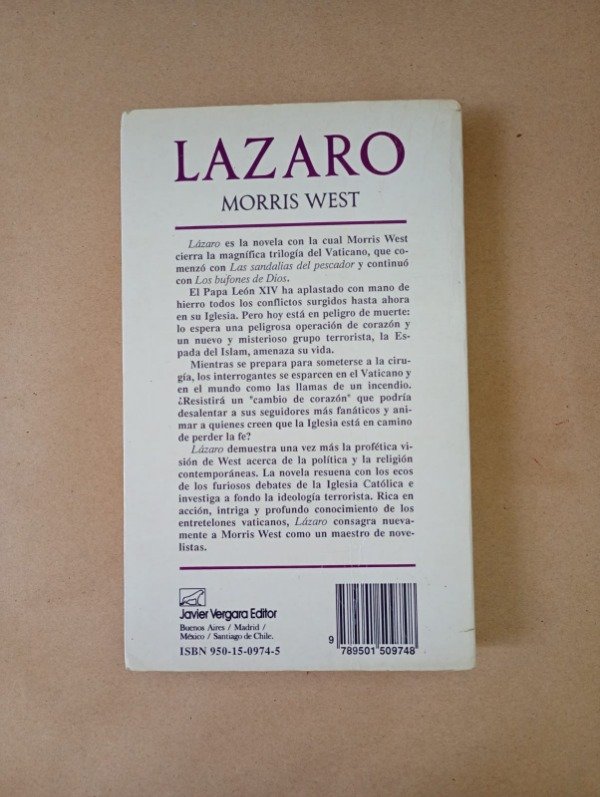 LAZARO
MORRIS WEST
Lázaro es la novela con la cual Morris West
cierra la magnífica trilogía del Vaticano, que co-
menzó con Las sandalias del pescador y continuó
con Los bufones de Dios.
El Papa León XIV ha aplastado con mano de
hierro todos los conflictos surgidos hasta ahora
en su Iglesia. Pero hoy está en peligro de muerte:
lo espera una peligrosa operación de corazón y
un nuevo y misterioso grupo terrorista, la Es-
pada del Islam, amenaza su vida.
Mientras se prepara para someterse a la ciru-
gía, los interrogantes se esparcen en el Vaticano y
en el mundo como las llamas de un incendio.
¿Resistirá un "cambio de corazón" que podría
desalentar a sus seguidores más fanáticos y ani-
mar a quienes creen que la Iglesia está en camino
de perder la fe?
Lázaro demuestra una vez más la profética vi-
sión de West acerca de la política y la religión
contemporáneas. La novela resuena con los ecos
de los furiosos debates de la Iglesia Católica e
investiga a fondo la ideología terrorista. Rica en
acción, intriga y profundo conocimiento de los
entretelones vaticanos, Lázaro consagra nueva-
mente a Morris West como un maestro de nove-
listas.
Javier Vergara Editor
Buenos Aires / Madrid /
México / Santiago de Chile.
ISBN 950-15-0974-5
9 789501 509748